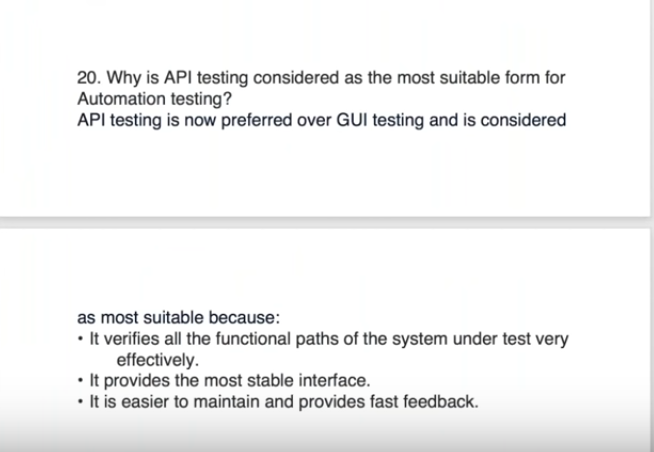 20. Why is API testing considered as the most suitable form for
Automation testing?
API testing is now preferred over GUI testing and is considered
as most suitable because:
• It verifies all the functional paths of the system under test very
effectively.
• It provides the most stable interface.
• It is easier to maintain and provides fast feedback.